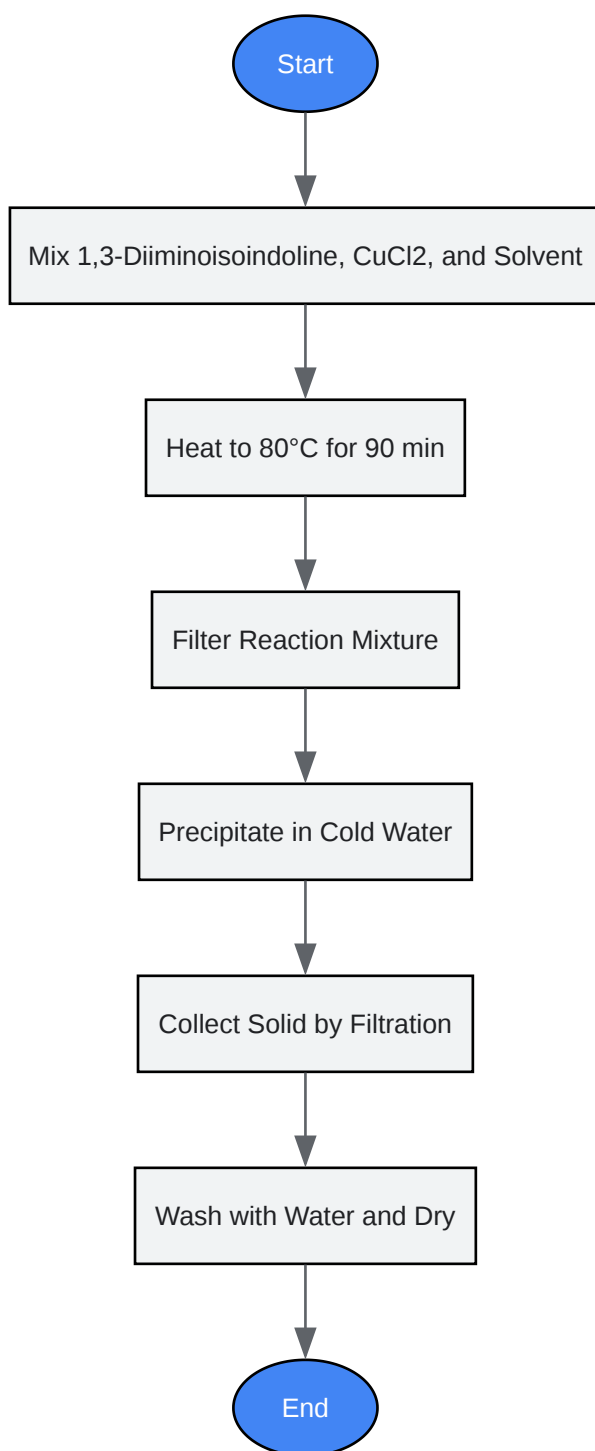 Start
Mix 1,3-Diiminoisoindoline, CuCl2, and Solvent
Heat to 80°C for 90 min
Filter Reaction Mixture
Precipitate in Cold Water
Collect Solid by Filtration
Wash with Water and Dry
End